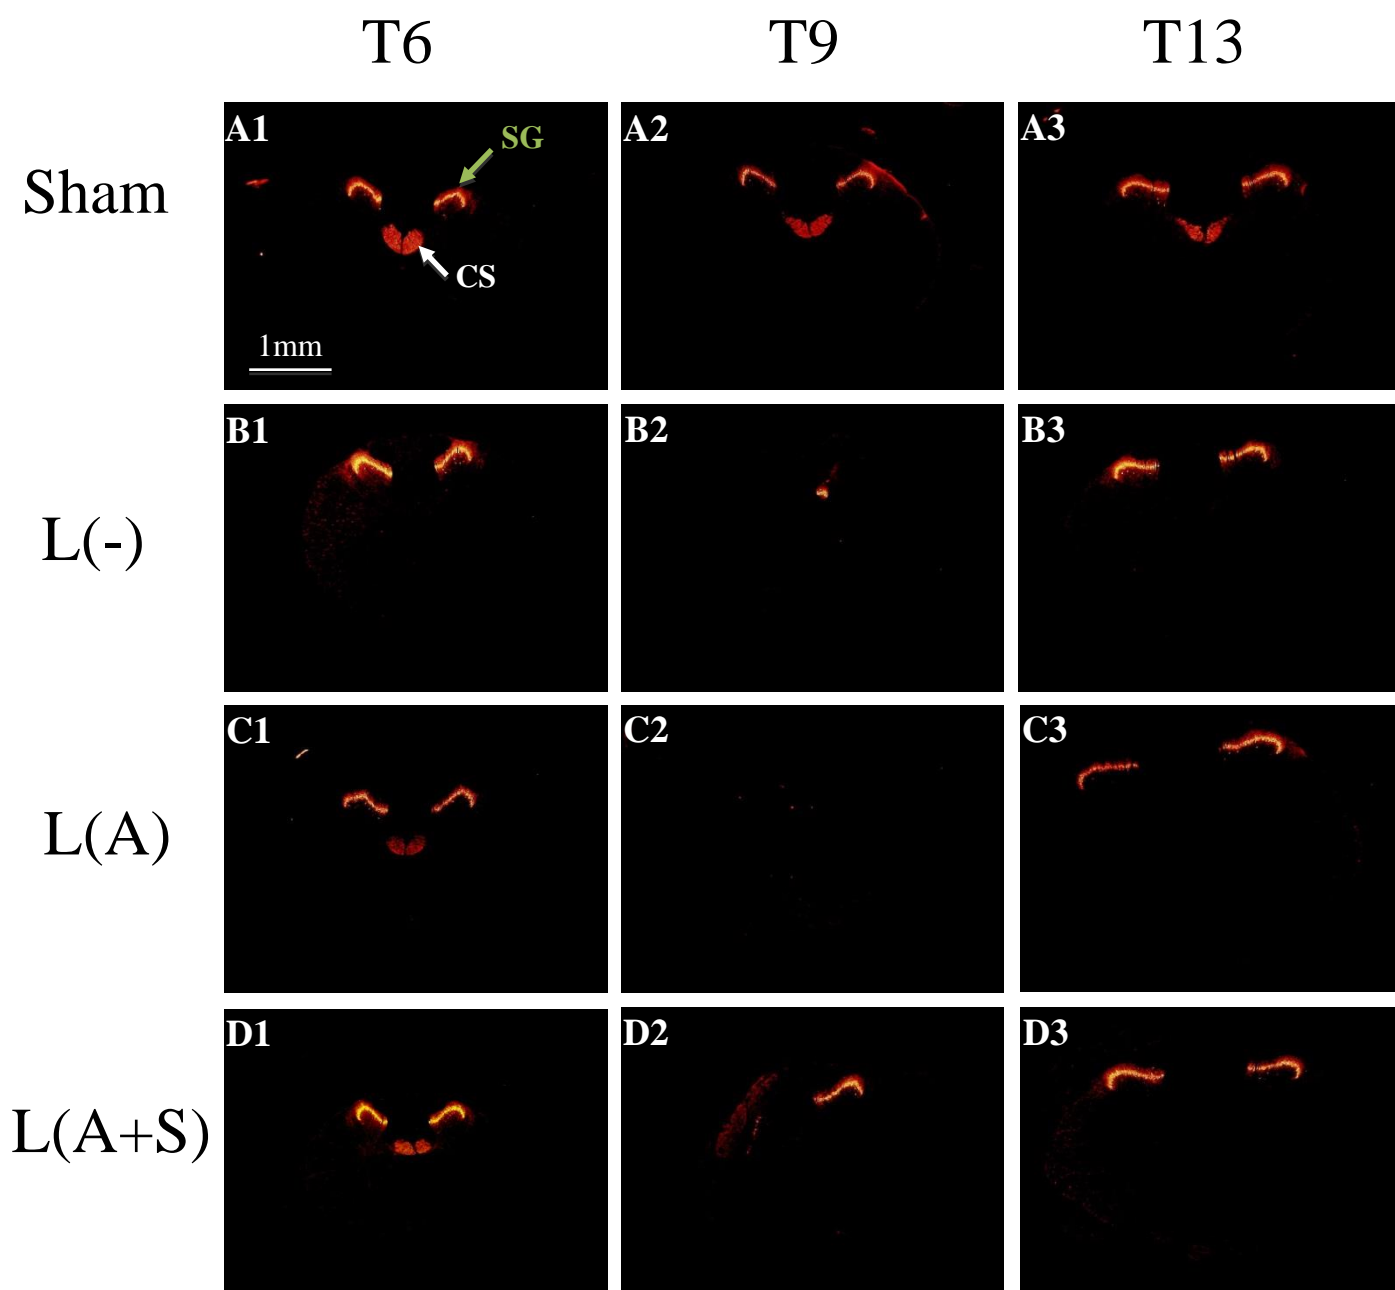 T6 T9 T13
Sham
A1
SG
CS
1mm
A2
A3
L(-)
B1
B2
B3
L(A)
C1
C2
C3
L(A+S)
D1
D2
D3